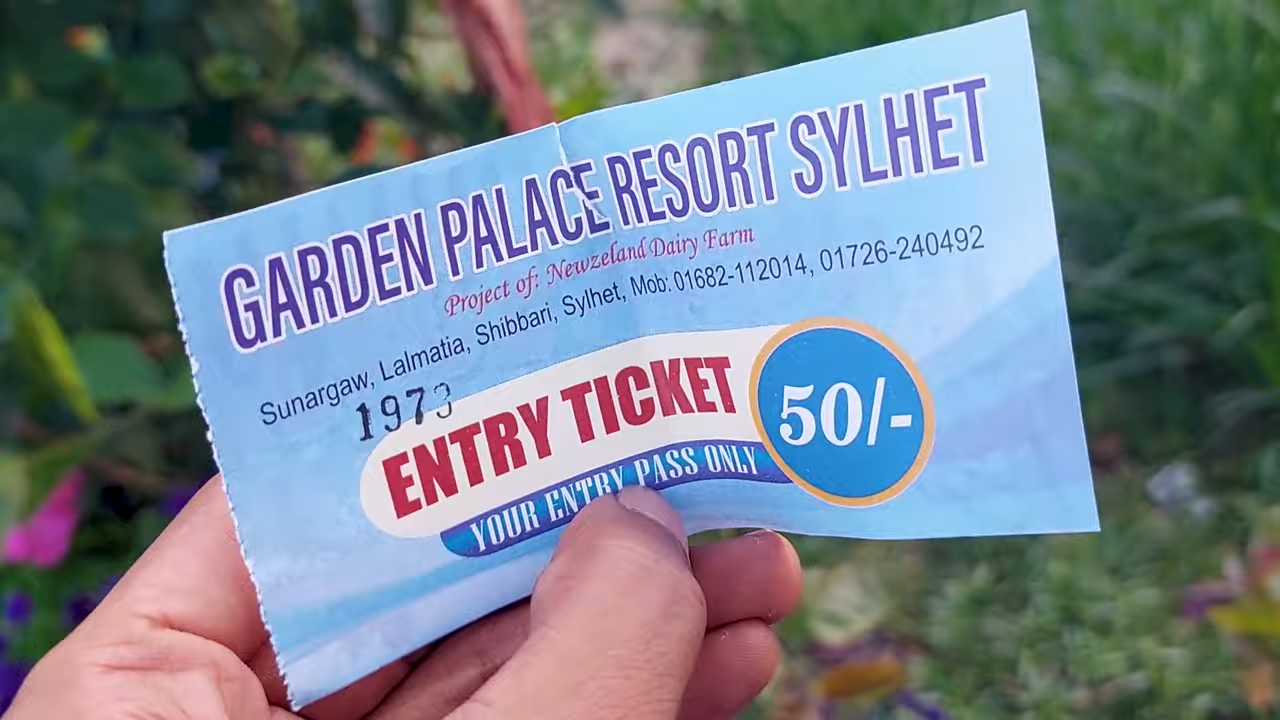 GARDEN PALACE RESORT SYLHET
Project of: Newzeland Dairy Farm
Sunargaw, Lalmatia, Shibbari, Sylhet, Mob: 01682-112014, 01726-240492
1973
ENTRY TICKET
50/-
YOUR ENTRY PASS ONLY